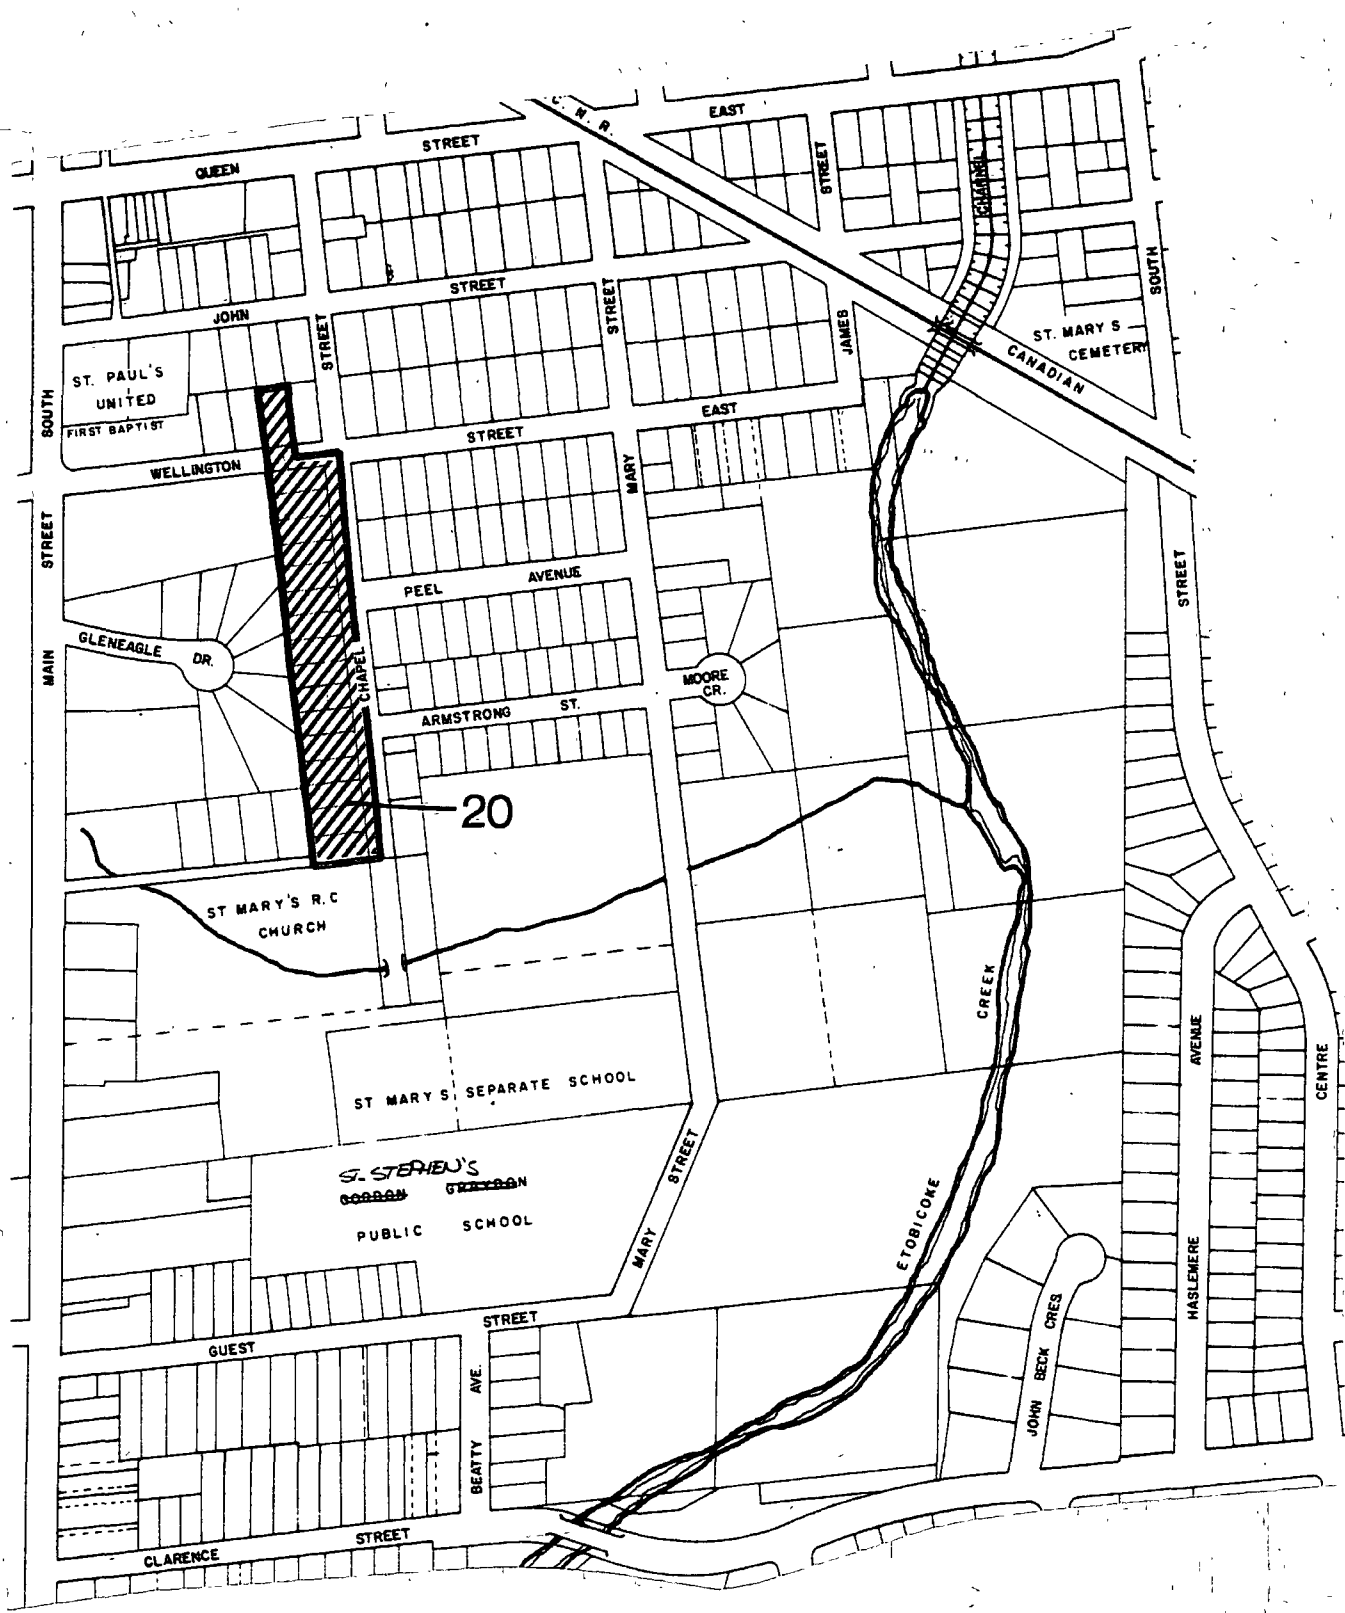 C. N. R.
EAST
STREET
QUEEN
STREET
CHANNEL
STREET
JOHN
STREET
STREET
SOUTH
JAMES
ST. MARY S
CEMETERY
CANADIAN
ST. PAUL'S
UNITED
FIRST BAPTIST
SOUTH
EAST
STREET
WELLINGTON
MARY
STREET
PEEL AVENUE
STREET
GLENEAGLE DR.
MAIN
CHAPEL
MOORE
CR.
ARMSTRONG ST.
20
ST MARY'S R.C
CHURCH
CREEK
AVENUE
CENTRE
ST MARY S SEPARATE SCHOOL
STREET
ST. STEPHEN'S
GORDON GRAYDON
PUBLIC SCHOOL
MARY
ETOBICOKE
HASLEMERE
STREET
GUEST
JOHN BECK CRES.
BEATTY AVE.
STREET
CLARENCE